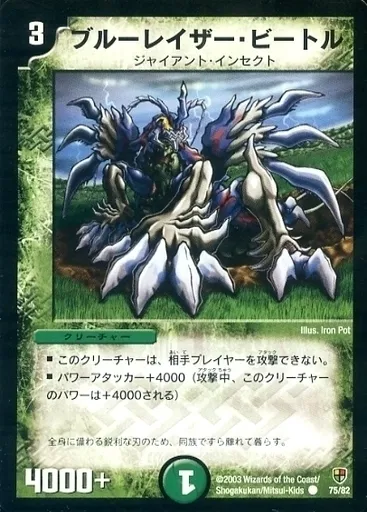 3
ブルーレイザー・ビートル
ジャイアント・インセクト
Illus. Iron Pot
クリーチャー
■ このクリーチャーは、相手プレイヤーを攻撃できない。
■ パワーアタッカー+4000（攻撃中、このクリーチャー
のパワーは+4000される）
全身に備わる鋭利な刃のため、同族ですら離れて暮らす。
4000+
1
©2003 Wizards of the Coast/
Shogakukan/Mitsui-Kids
75/82